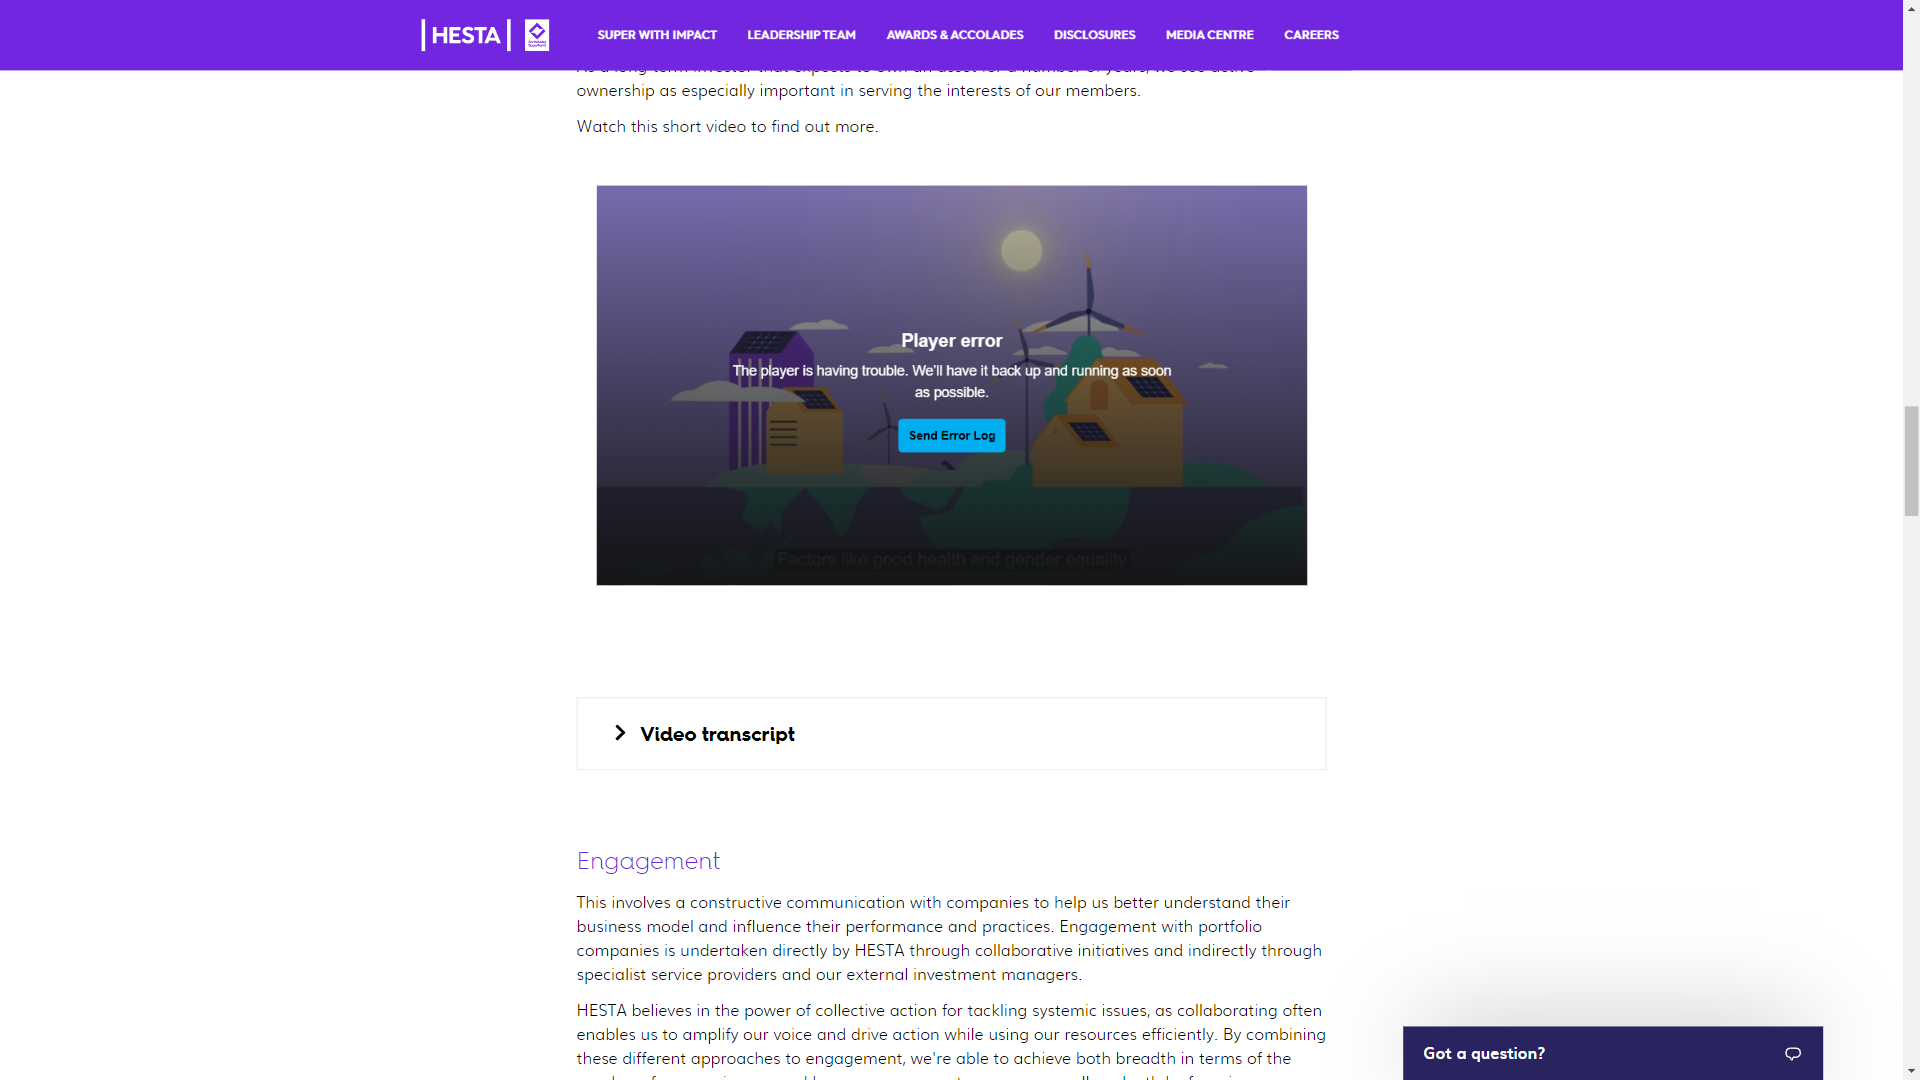 HESTA
SUPER WITH IMPACT
LEADERSHIP TEAM
AWARDS & ACCOLADES
DISCLOSURES
MEDIA CENTRE
CAREERS
ownership as especially important in serving the interests of our members.
Watch this short video to find out more.
Player error
The player is having trouble. We'll have it back up and running as soon
as possible.
Send Error Log
Factors like good health and gender equality
Video transcript
Engagement
This involves a constructive communication with companies to help us better understand their
business model and influence their performance and practices. Engagement with portfolio
companies is undertaken directly by HESTA through collaborative initiatives and indirectly through
specialist service providers and our external investment managers.
HESTA believes in the power of collective action for tackling systemic issues, as collaborating often
enables us to amplify our voice and drive action while using our resources efficiently. By combining
these different approaches to engagement, we're able to achieve both breadth in terms of the
Got a question?